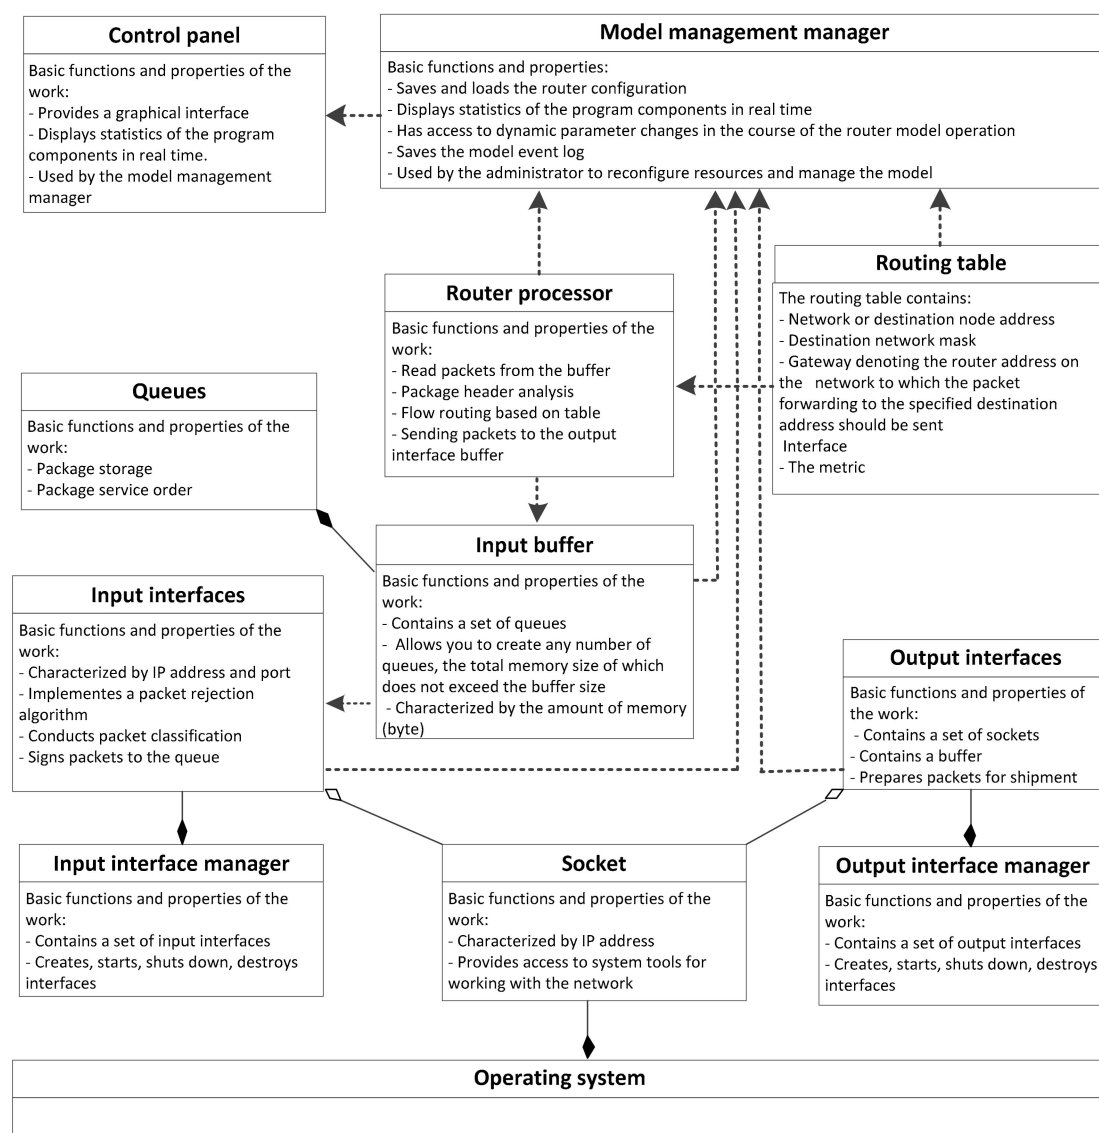 Control panel
Basic functions and properties of the
work:
- Provides a graphical interface
- Displays statistics of the program
components in real time.
- Used by the model management
manager
Model management manager
Basic functions and properties:
- Saves and loads the router configuration
- Displays statistics of the program components in real time
- Has access to dynamic parameter changes in the course of the router model operation
- Saves the model event log
- Used by the administrator to reconfigure resources and manage the model
Router processor
Basic functions and properties of the
work:
- Read packets from the buffer
- Package header analysis
- Flow routing based on table
- Sending packets to the output
interface buffer
Routing table
The routing table contains:
- Network or destination node address
- Destination network mask
- Gateway denoting the router address on
the network to which the packet
forwarding to the specified destination
address should be sent
Interface
- The metric
Queues
Basic functions and properties of the
work:
- Package storage
- Package service order
Input buffer
Basic functions and properties of the
work:
- Contains a set of queues
- Allows you to create any number of
queues, the total memory size of which
does not exceed the buffer size
- Characterized by the amount of memory
(byte)
Input interfaces
Basic functions and properties of the
work:
- Characterized by IP address and port
- Implementes a packet rejection
algorithm
- Conducts packet classification
- Signs packets to the queue
Output interfaces
Basic functions and properties of
the work:
- Contains a set of sockets
- Contains a buffer
- Prepares packets for shipment
Input interface manager
Basic functions and properties of the
work:
- Contains a set of input interfaces
- Creates, starts, shuts down, destroys
interfaces
Socket
Basic functions and properties of the
work:
- Characterized by IP address
- Provides access to system tools for
working with the network
Output interface manager
Basic functions and properties of the
work:
- Contains a set of output interfaces
- Creates, starts, shuts down, destroys
interfaces
Operating system